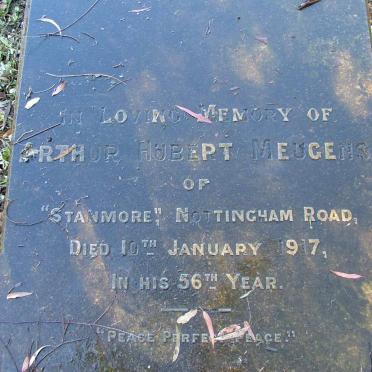 In Loving Memory of
Arthur Hubert Meugens
of
"Stanmore", Nottingham Road,
Died 10th January 1917,
In his 56th Year.
"Peace Perfect Peace."